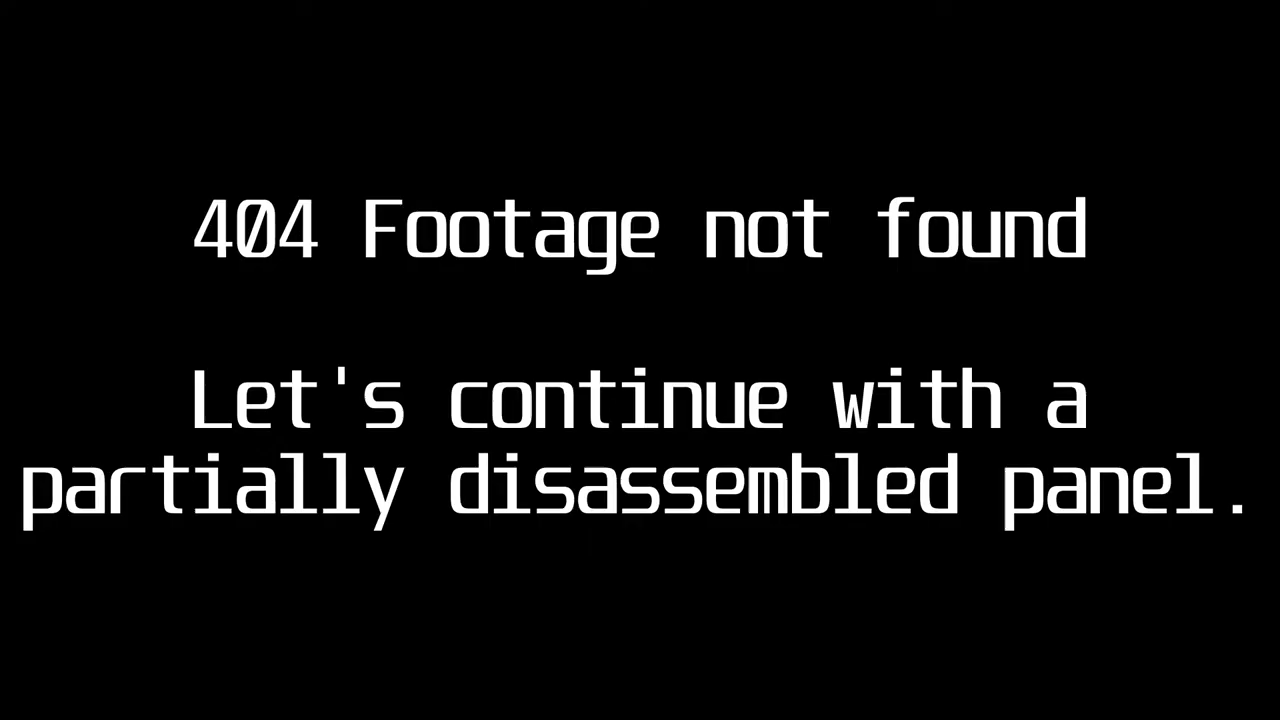 404 Footage not found
Let's continue with a
partially disassembled panel.